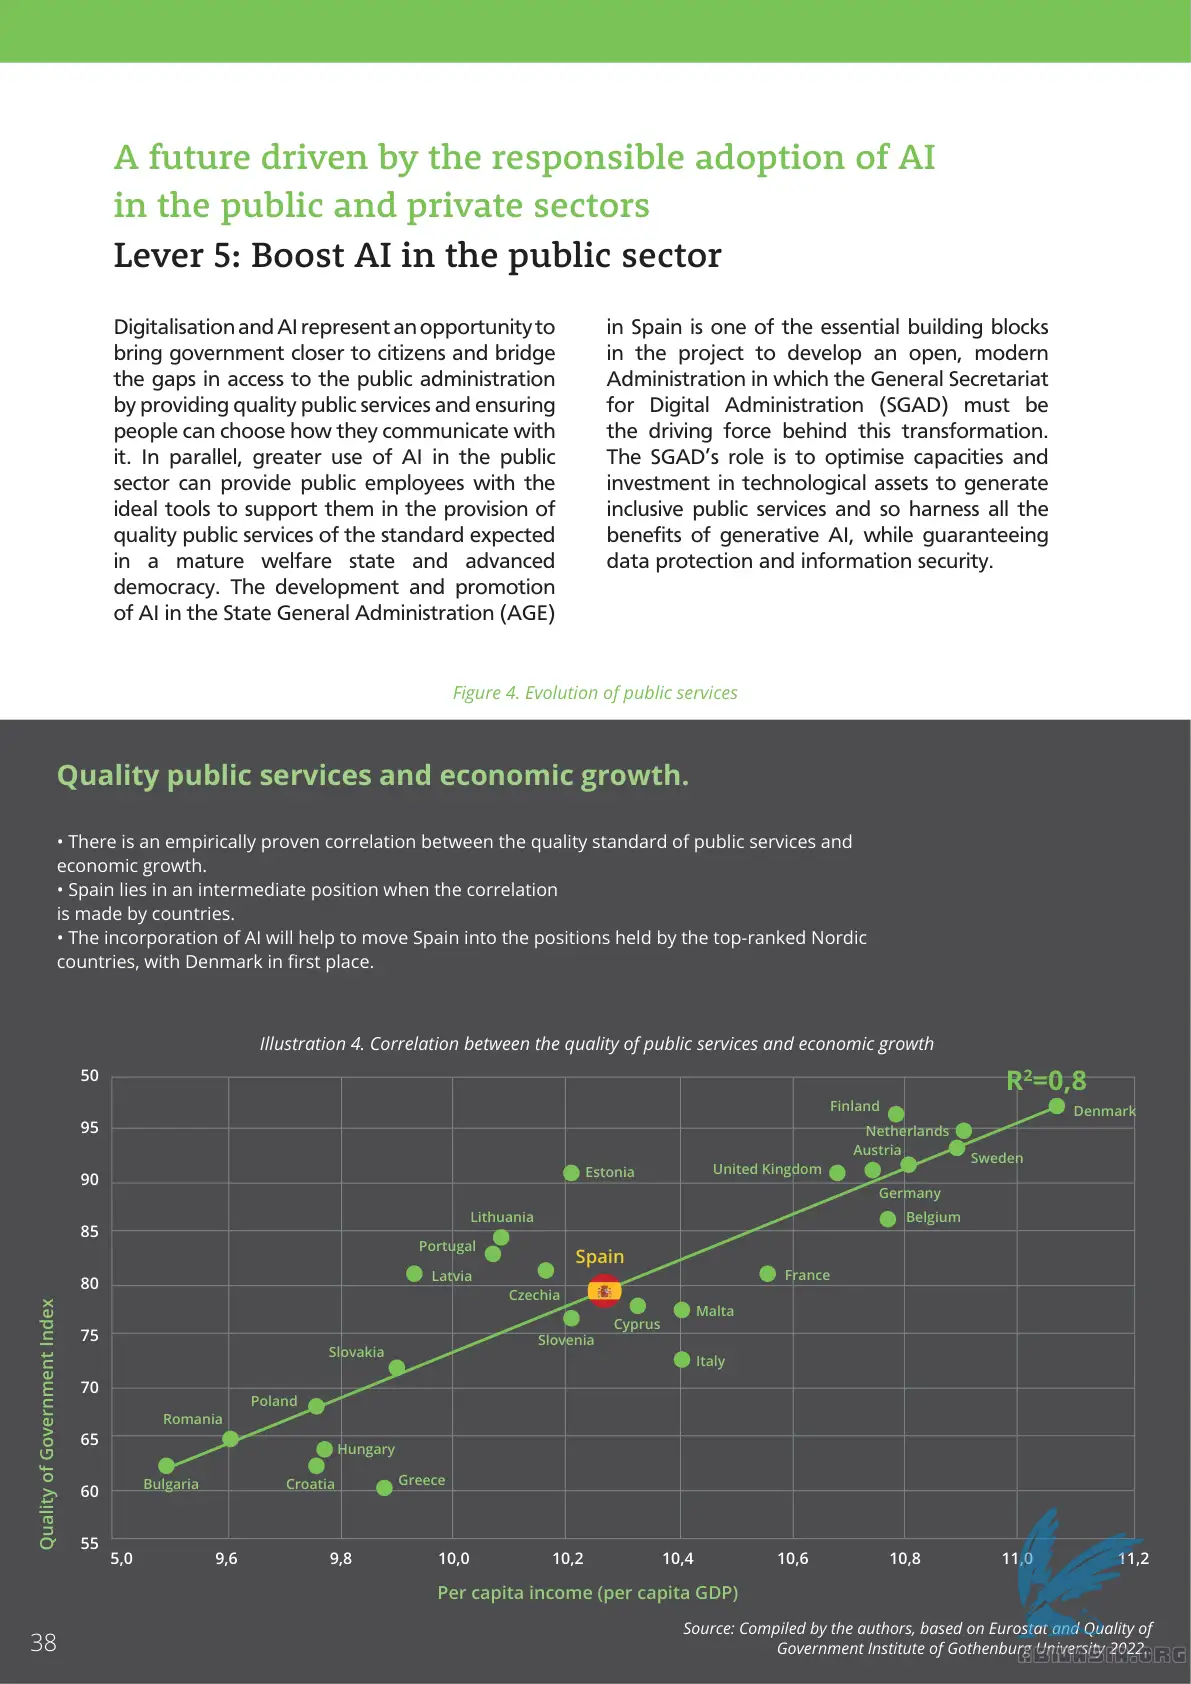 A future driven by the responsible adoption of AI
in the public and private sectors
Lever 5: Boost AI in the public sector
Digitalisation and AI represent an opportunity to
bring government closer to citizens and bridge
the gaps in access to the public administration
by providing quality public services and ensuring
people can choose how they communicate with
it. In parallel, greater use of AI in the public
sector can provide public employees with the
ideal tools to support them in the provision of
quality public services of the standard expected
in a mature welfare state and advanced
democracy. The development and promotion
of AI in the State General Administration (AGE)
in Spain is one of the essential building blocks
in the project to develop an open, modern
Administration in which the General Secretariat
for Digital Administration (SGAD) must be
the driving force behind this transformation.
The SGAD's role is to optimise capacities and
investment in technological assets to generate
inclusive public services and so harness all the
benefits of generative AI, while guaranteeing
data protection and information security.
Figure 4. Evolution of public services
Quality public services and economic growth.
• There is an empirically proven correlation between the quality standard of public services and
economic growth.
• Spain lies in an intermediate position when the correlation
is made by countries.
• The incorporation of AI will help to move Spain into the positions held by the top-ranked Nordic
countries, with Denmark in first place.
Illustration 4. Correlation between the quality of public services and economic growth
Quality of Government Index
50
95
90
85
80
75
70
65
60
55
R²=0,8
Denmark
Finland
Netherlands
Austria
Sweden
United Kingdom
Estonia
Germany
Belgium
Lithuania
Portugal
Spain
Latvia
France
Czechia
Malta
Cyprus
Slovenia
Slovakia
Italy
Poland
Romania
Hungary
Bulgaria
Croatia
Greece
5,0
9,6
9,8
10,0
10,2
10,4
10,6
10,8
11,0
11,2
Per capita income (per capita GDP)
Source: Compiled by the authors, based on Eurostat and Quality of
Government Institute of Gothenburg University 2022.
38